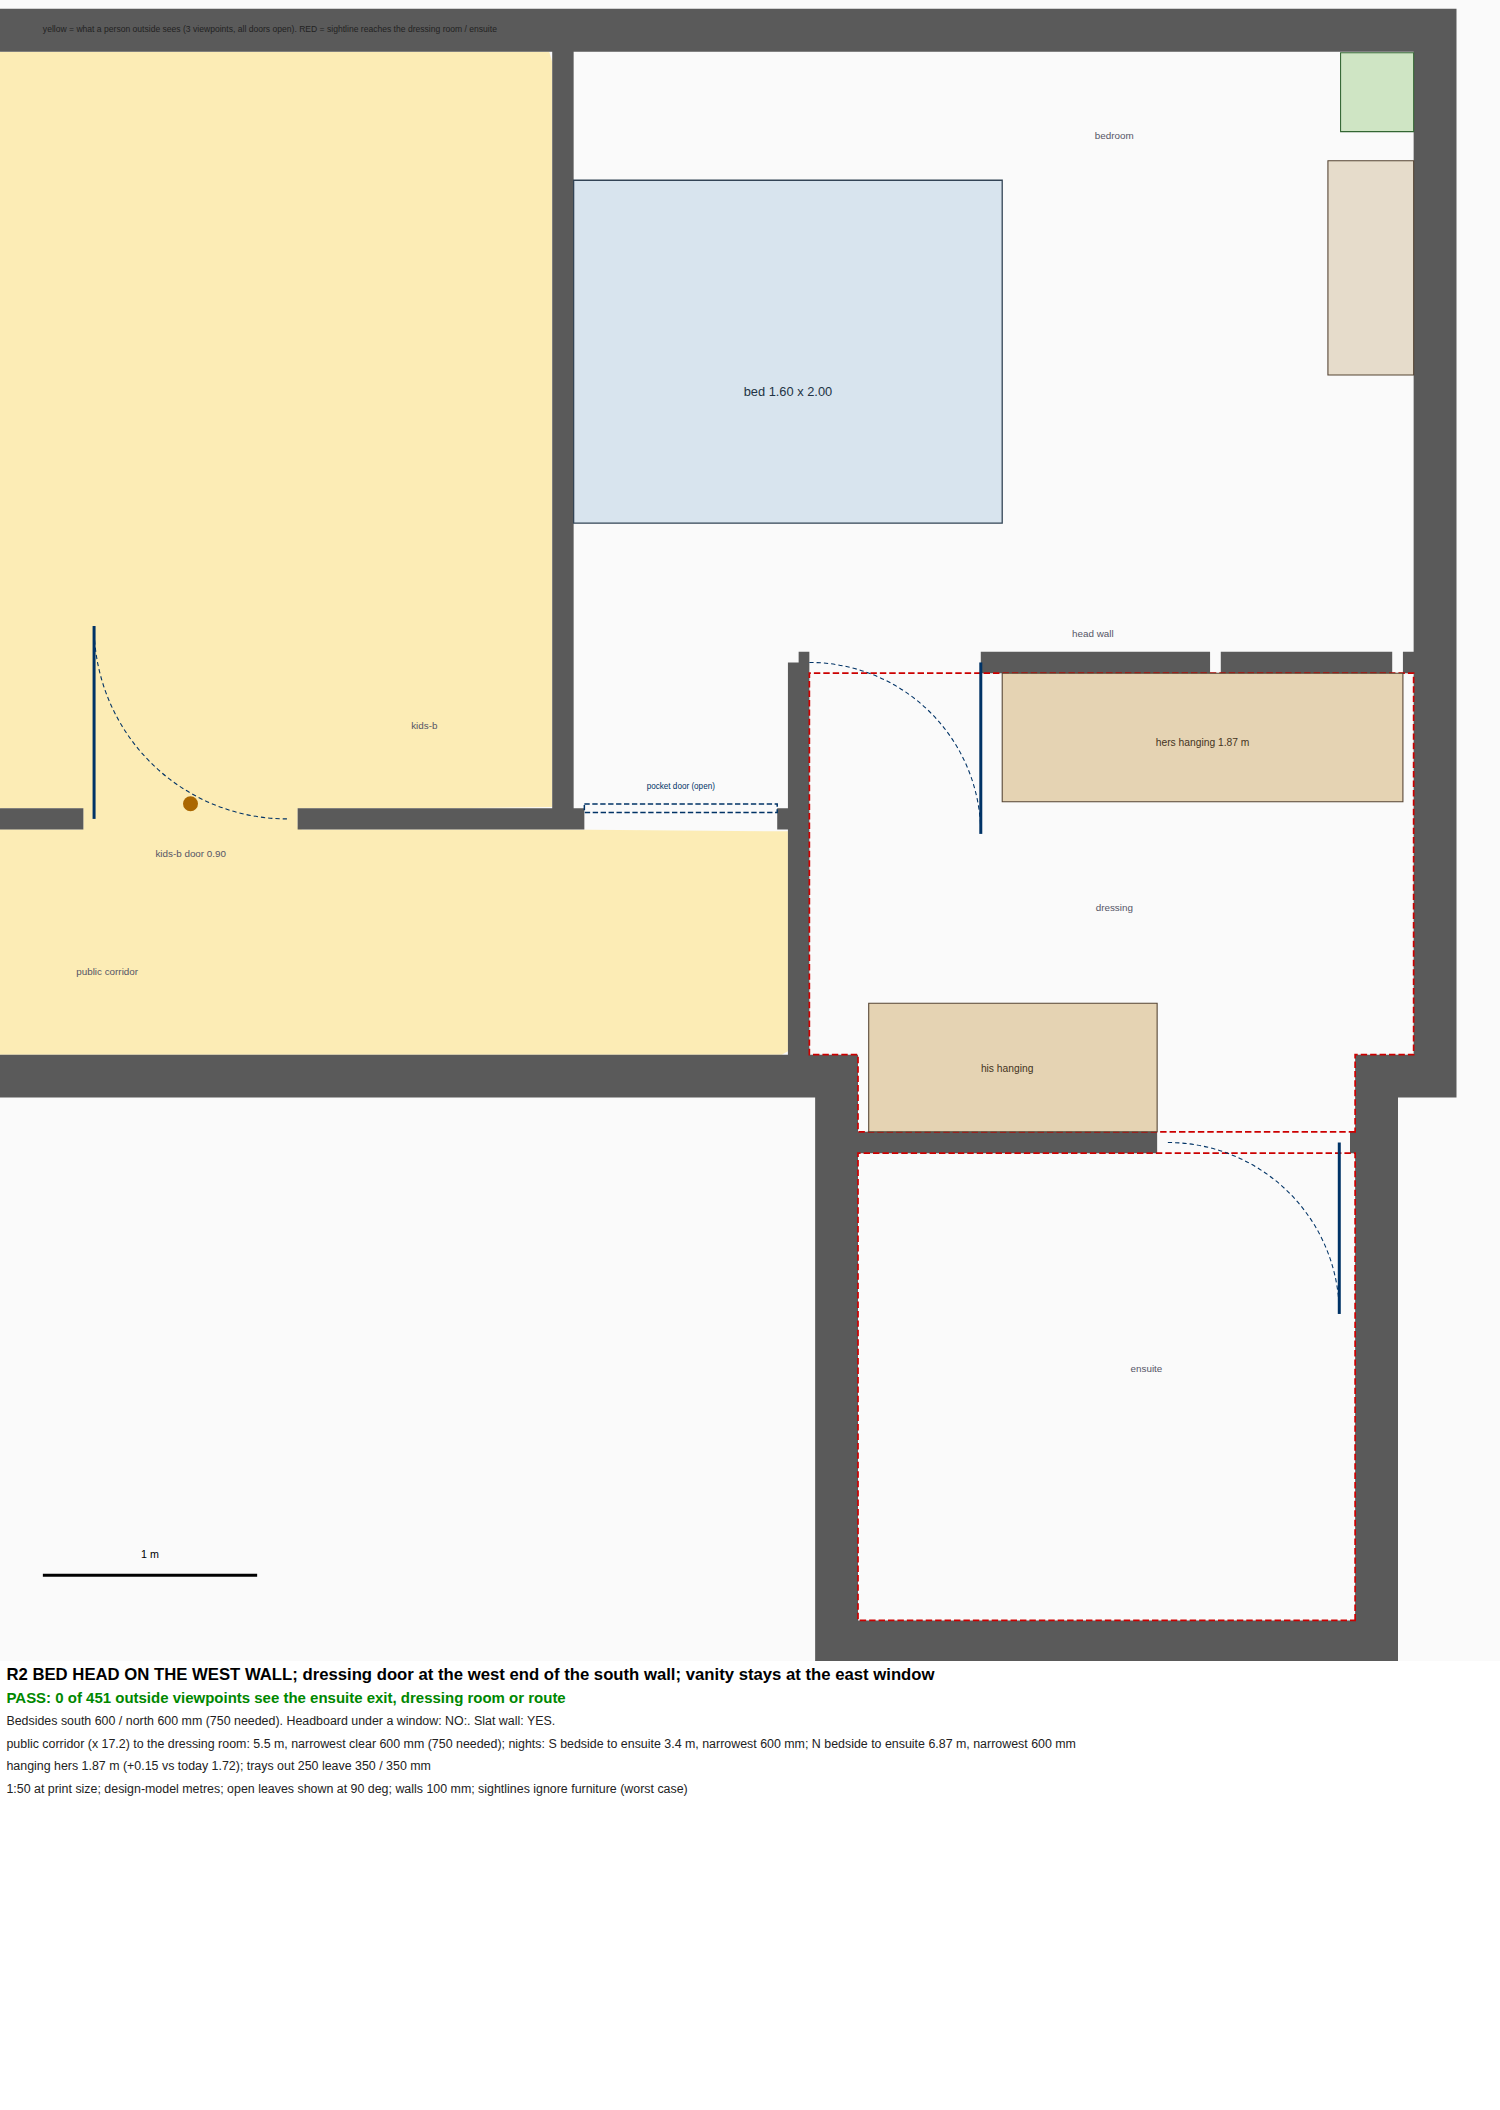 yellow = what a person outside sees (3 viewpoints, all doors open). RED = sightline reaches the dressing room / ensuite
bedroom
bed 1.60 x 2.00
head wall
kids-b
hers hanging 1.87 m
pocket door (open)
kids-b door 0.90
dressing
public corridor
his hanging
ensuite
1 m
R2 BED HEAD ON THE WEST WALL; dressing door at the west end of the south wall; vanity stays at the east window
PASS: 0 of 451 outside viewpoints see the ensuite exit, dressing room or route
Bedsides south 600 / north 600 mm (750 needed). Headboard under a window: NO:. Slat wall: YES.
public corridor (x 17.2) to the dressing room: 5.5 m, narrowest clear 600 mm (750 needed); nights: S bedside to ensuite 3.4 m, narrowest 600 mm; N bedside to ensuite 6.87 m, narrowest 600 mm
hanging hers 1.87 m (+0.15 vs today 1.72); trays out 250 leave 350 / 350 mm
1:50 at print size; design-model metres; open leaves shown at 90 deg; walls 100 mm; sightlines ignore furniture (worst case)